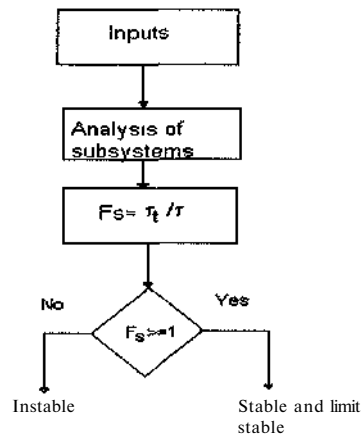 Inputs
Analysis of
subsystems
Fs= τt /τ
No
Yes
Fs>=1
Instable
Stable and limit
stable